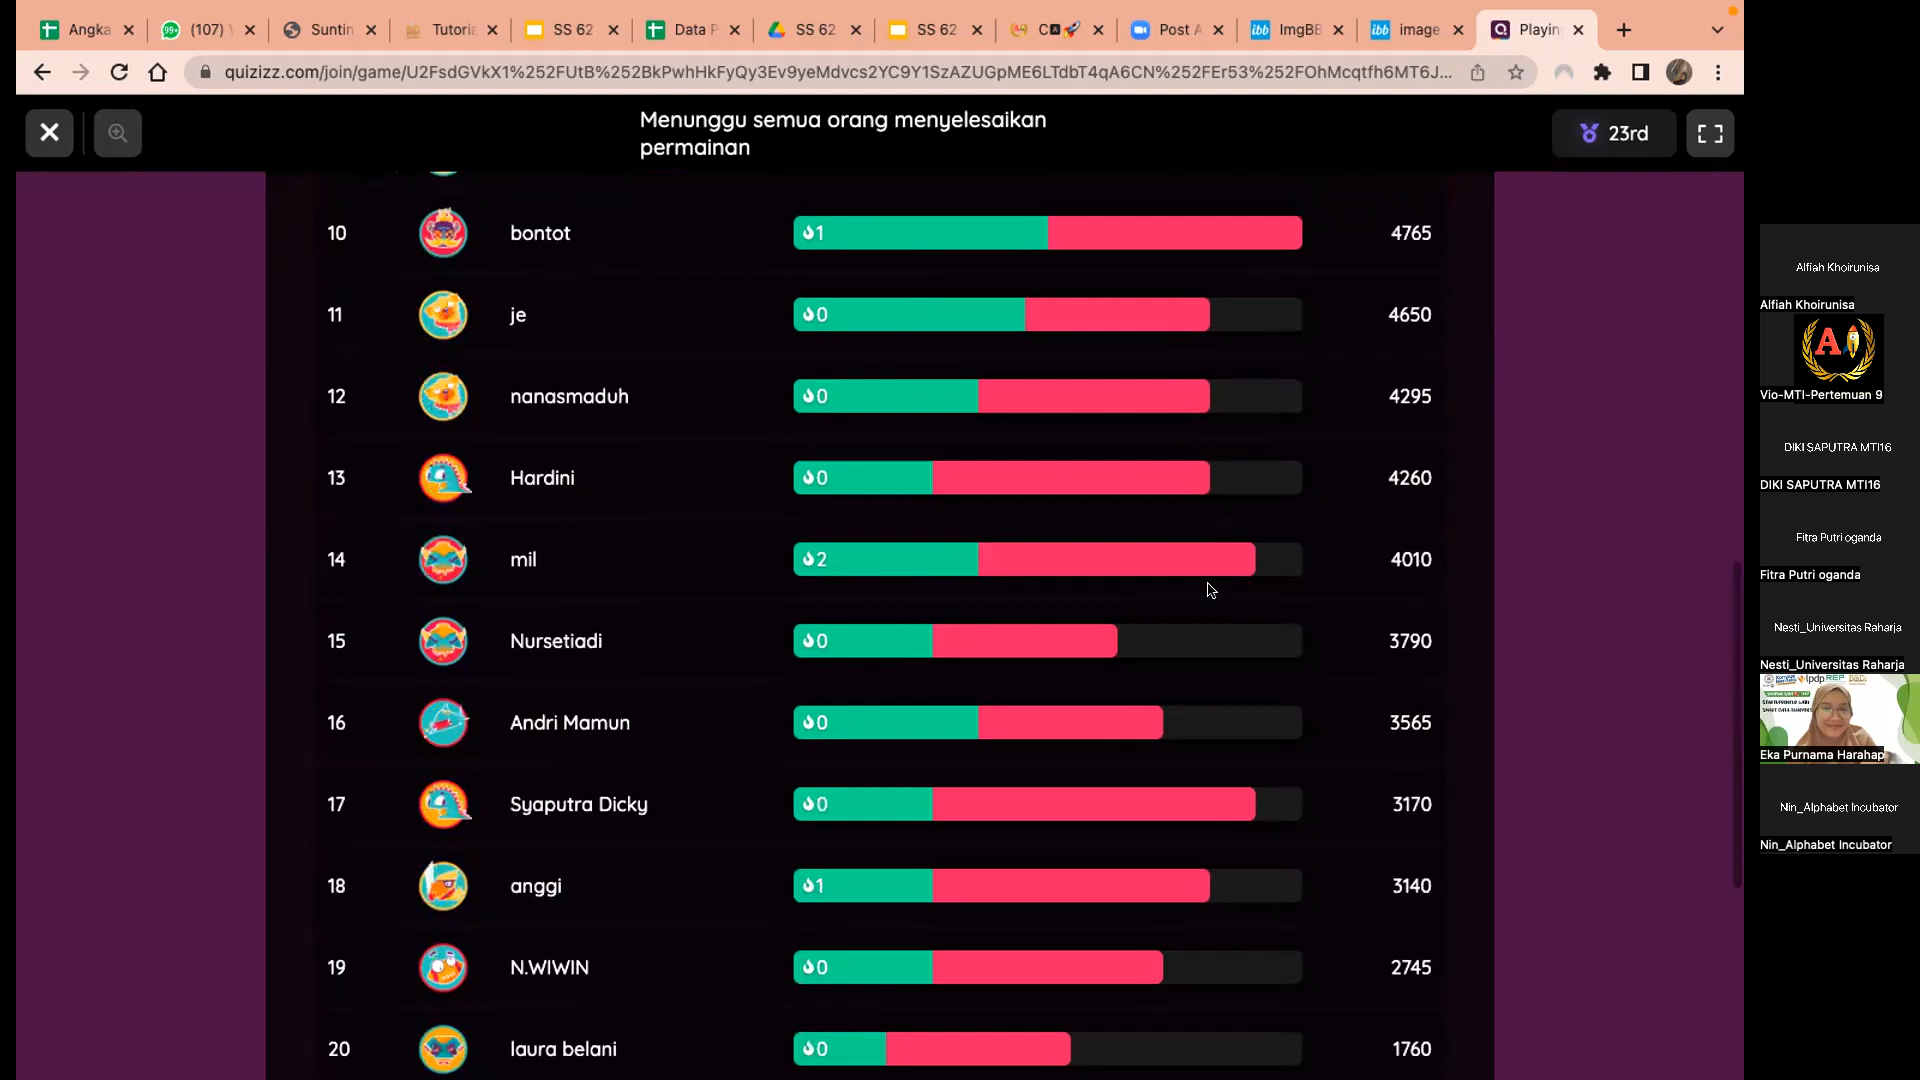 Angka
99+
(107)
Suntin
Tutoria
SS 62
Data P
SS 62
SS 62
Post A
ibb
ImgBB
ibb
image
Playin
quizizz.com/join/game/U2FsdGVkX1%252FUtB%252BkPwhHkFyQy3Ev9yeMdvcs2YC9Y1SzAZUGpME6LTdbT4qA6CN%252FEr53%252FOhMcqtfh6MT6J...
Menunggu semua orang menyelesaikan
permainan
23rd
10 bontot 1 4765
11 je 0 4650
12 nanasmaduh 0 4295
13 Hardini 0 4260
14 mil 2 4010
15 Nursetiadi 0 3790
16 Andri Mamun 0 3565
17 Syaputra Dicky 0 3170
18 anggi 1 3140
19 N.WIWIN 0 2745
20 laura belani 0 1760
Alfiah Khoirunisa
Alfiah Khoirunisa
A
Vio-MTI-Pertemuan 9
DIKI SAPUTRA MTI16
DIKI SAPUTRA MTI16
Fitra Putri oganda
Fitra Putri oganda
Nesti_Universitas Raharja
Nesti_Universitas Raharja
lpdp REP
Eka Purnama Harahap
Nin_Alphabet Incubator
Nin_Alphabet Incubator